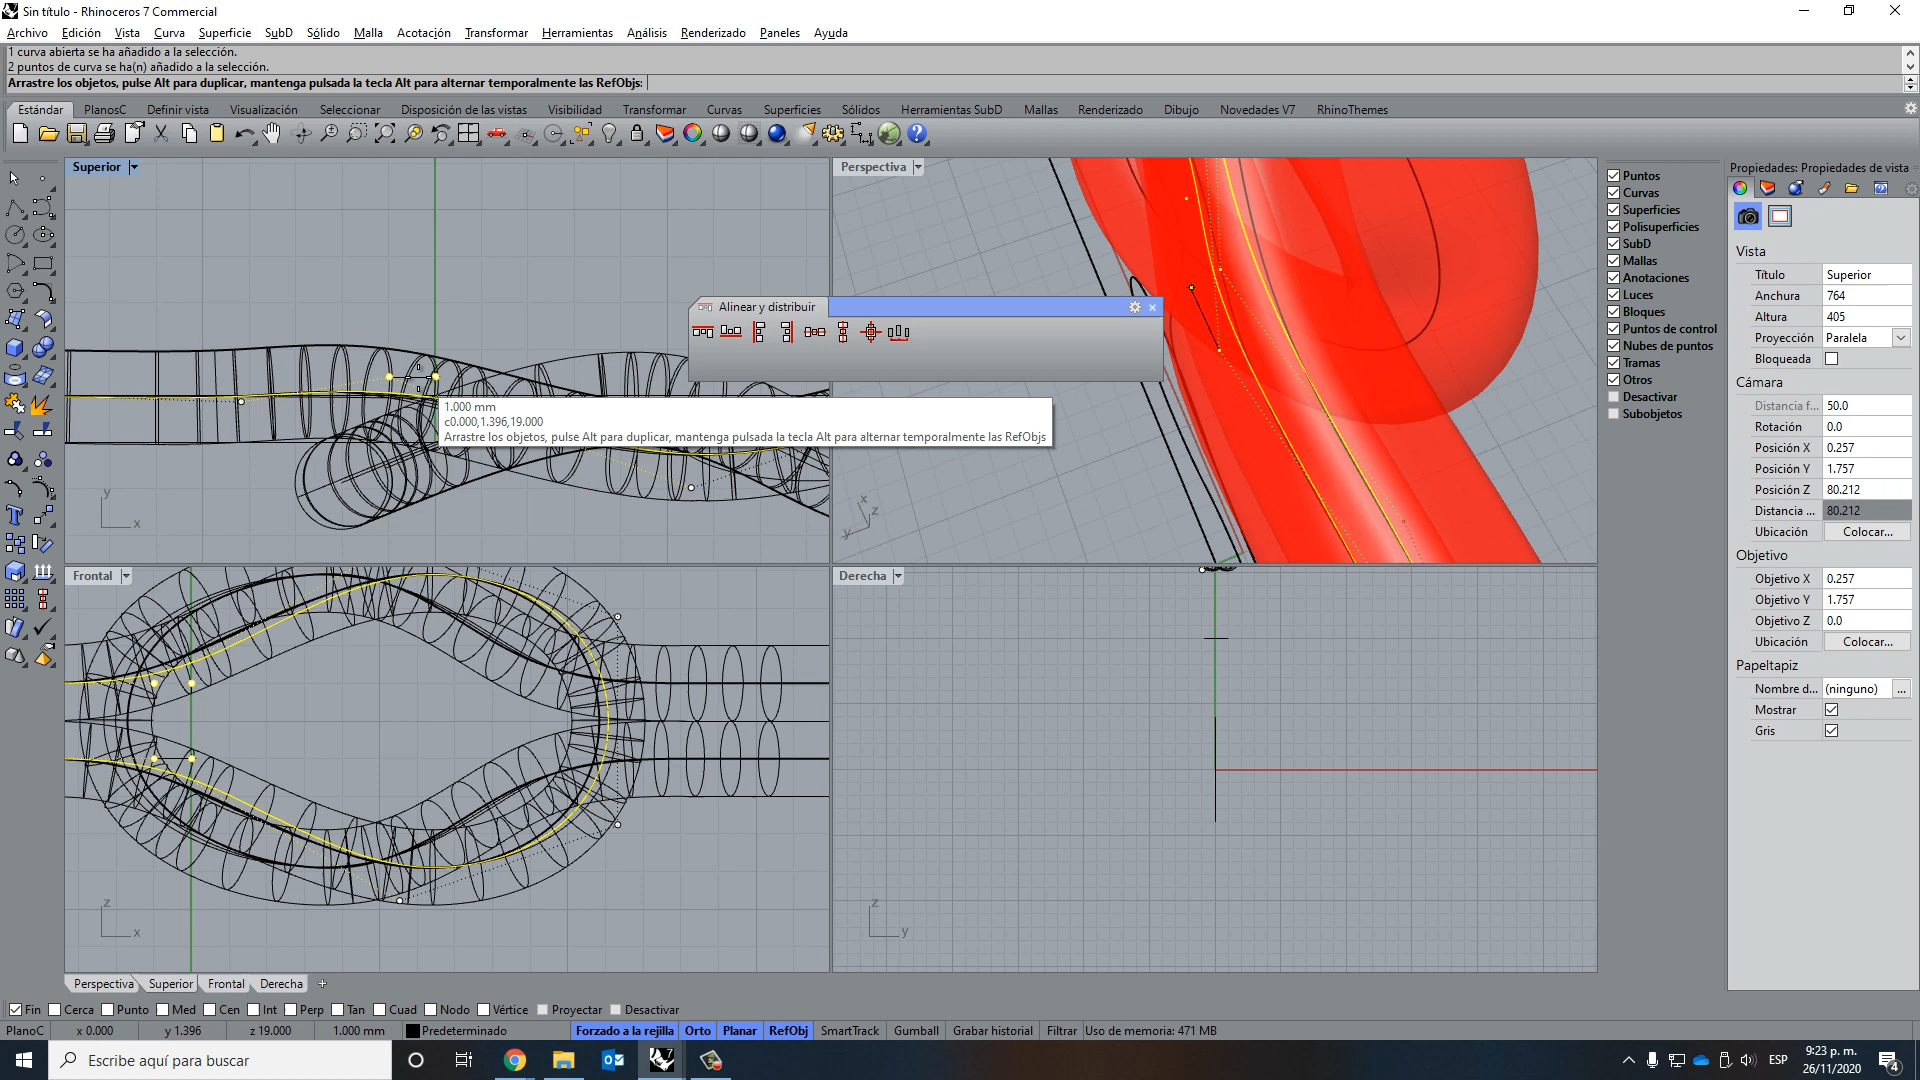 Sin título - Rhinoceros 7 Commercial
Archivo Edición Vista Curva Superficie SubD Sólido Malla Acotación Transformar Herramientas Análisis Renderizado Paneles Ayuda
1 curva abierta se ha añadido a la selección.
2 puntos de curva se ha(n) añadido a la selección.
Arrastre los objetos, pulse Alt para duplicar, mantenga pulsada la tecla Alt para alternar temporalmente las RefObjs:
Estándar PlanosC Definir vista Visualización Seleccionar Disposición de las vistas Visibilidad Transformar Curvas Superficies Sólidos Herramientas SubD Mallas Renderizado Dibujo Novedades V7 RhinoThemes
Superior
Perspectiva
Alinear y distribuir
1.000 mm
c0.000,1.396,19.000
Arrastre los objetos, pulse Alt para duplicar, mantenga pulsada la tecla Alt para alternar temporalmente las RefObjs
y
x
x
z
y
Frontal
Derecha
z
x
z
y
Puntos
Curvas
Superficies
Polisuperficies
SubD
Mallas
Anotaciones
Luces
Bloques
Puntos de control
Nubes de puntos
Tramas
Otros
Desactivar
Subobjetos
Propiedades: Propiedades de vista
Vista
Título Superior
Anchura 764
Altura 405
Proyección Paralela
Bloqueada
Cámara
Distancia f... 50.0
Rotación 0.0
Posición X 0.257
Posición Y 1.757
Posición Z 80.212
Distancia ... 80.212
Ubicación Colocar...
Objetivo
Objetivo X 0.257
Objetivo Y 1.757
Objetivo Z 0.0
Ubicación Colocar...
Papeltapiz
Nombre d... (ninguno) ...
Mostrar
Gris
Perspectiva Superior Frontal Derecha
Fin Cerca Punto Med Cen Int Perp Tan Cuad Nodo Vértice Proyectar Desactivar
PlanoC x 0.000 y 1.396 z 19.000 1.000 mm Predeterminado Forzado a la rejilla Orto Planar RefObj SmartTrack Gumball Grabar historial Filtrar Uso de memoria: 471 MB
Escribe aquí para buscar
ESP
9:23 p. m.
26/11/2020
4